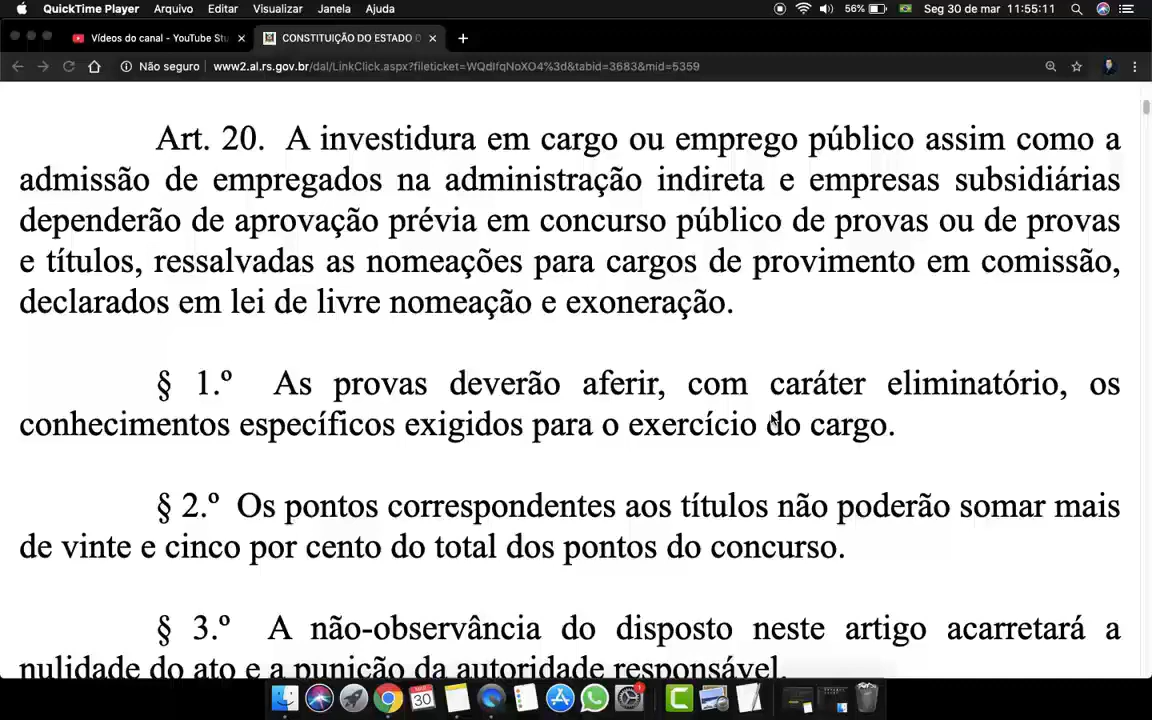 QuickTime Player Arquivo Editar Visualizar Janela Ajuda 56% Seg 30 de mar 11:55:11
Vídeos do canal - YouTube Stu CONSTITUIÇÃO DO ESTADO D
Não seguro www2.al.rs.gov.br/dal/LinkClick.aspx?fileticket=WQdIfqNoXO4%3d&tabid=3683&mid=5359
Art. 20. A investidura em cargo ou emprego público assim como a
admissão de empregados na administração indireta e empresas subsidiárias
dependerão de aprovação prévia em concurso público de provas ou de provas
e títulos, ressalvadas as nomeações para cargos de provimento em comissão,
declarados em lei de livre nomeação e exoneração.
§ 1.º As provas deverão aferir, com caráter eliminatório, os
conhecimentos específicos exigidos para o exercício do cargo.
§ 2.º Os pontos correspondentes aos títulos não poderão somar mais
de vinte e cinco por cento do total dos pontos do concurso.
§ 3.º A não-observância do disposto neste artigo acarretará a
nulidade do ato e a punição da autoridade responsável.
30
1